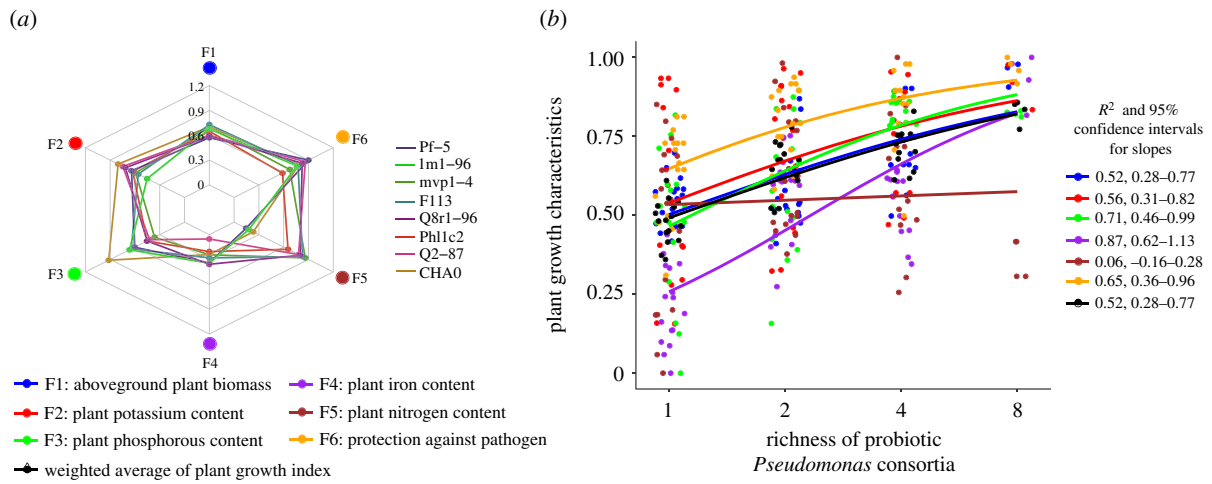 (a)
F1
1,2
0,9
0,6
0,3
0
F2
F3
F4
F5
F6
Pf–5
1m1–96
mvp1–4
F113
Q8r1–96
Phl1c2
Q2–87
CHA0
F1: aboveground plant biomass
F2: plant potassium content
F3: plant phosphorous content
weighted average of plant growth index
F4: plant iron content
F5: plant nitrogen content
F6: protection against pathogen
(b)
plant growth characteristics
1.00
0.75
0.50
0.25
0
1
2
4
8
richness of probiotic
Pseudomonas consortia
R² and 95%
confidence intervals
for slopes
0.52, 0.28–0.77
0.56, 0.31–0.82
0.71, 0.46–0.99
0.87, 0.62–1.13
0.06, –0.16–0.28
0.65, 0.36–0.96
0.52, 0.28–0.77